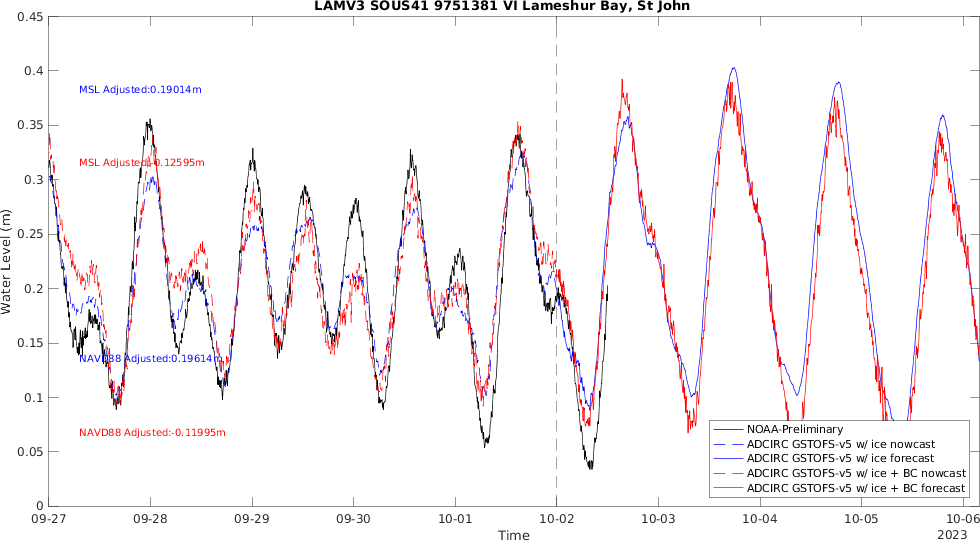 LAMV3 SOUS41 9751381 VI Lameshur Bay, St John
0.45
0.4
0.35
0.3
0.25
0.2
0.15
0.1
0.05
0
Water Level (m)
MSL Adjusted:0.19014m
MSL Adjusted:-0.12595m
NAVD88 Adjusted:0.19614m
NAVD88 Adjusted:-0.11995m
NOAA-Preliminary
ADCIRC GSTOFS-v5 w/ ice nowcast
ADCIRC GSTOFS-v5 w/ ice forecast
ADCIRC GSTOFS-v5 w/ ice + BC nowcast
ADCIRC GSTOFS-v5 w/ ice + BC forecast
09-27 09-28 09-29 09-30 10-01 10-02 10-03 10-04 10-05 10-06
Time
2023